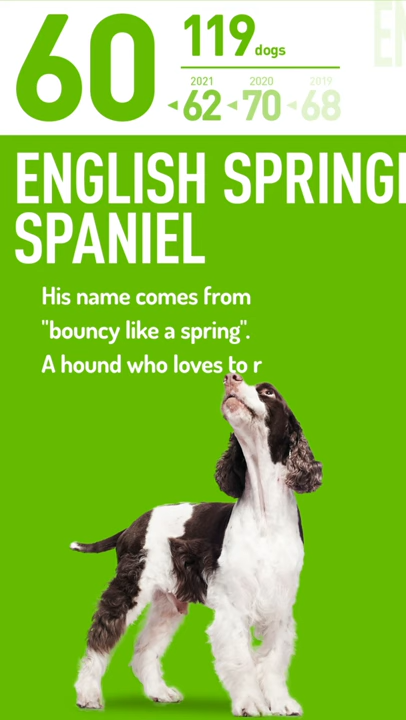 60
119 dogs
2021 2020 2019
62 70 68
ENGLISH SPRING
SPANIEL
His name comes from
"bouncy like a spring".
A hound who loves to r